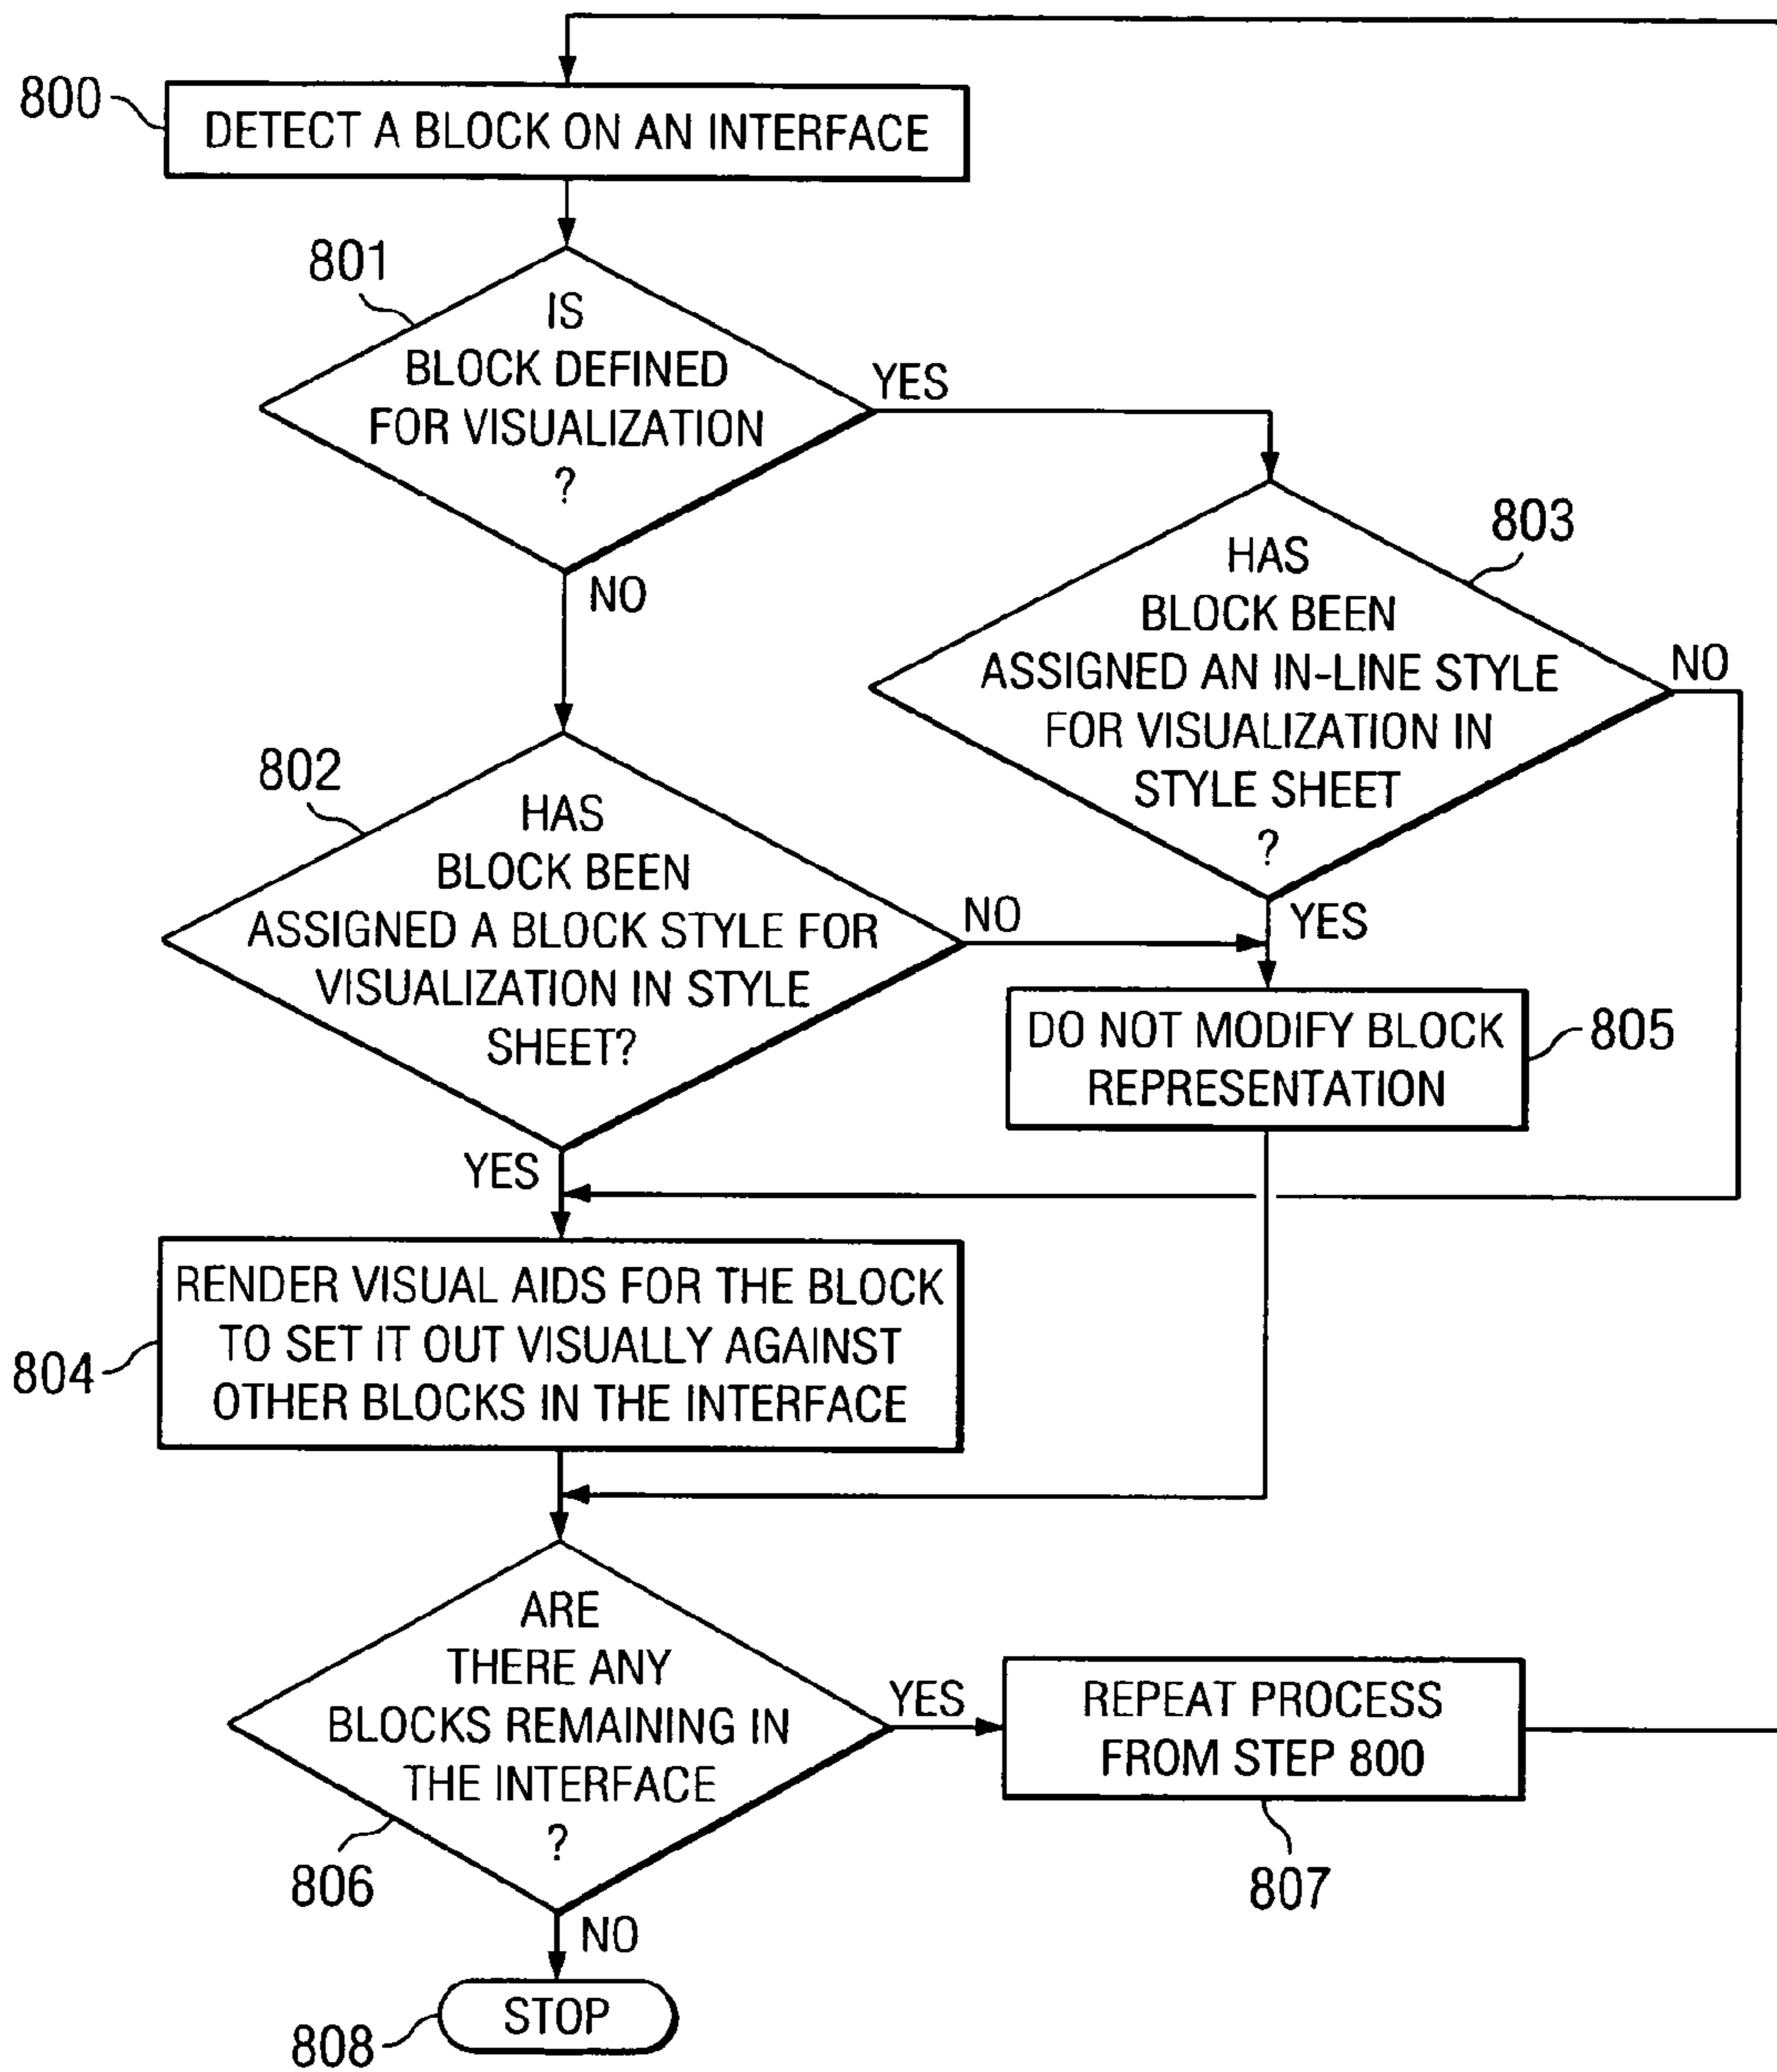 800
DETECT A BLOCK ON AN INTERFACE
801
IS
BLOCK DEFINED
FOR VISUALIZATION
?
YES
NO
803
HAS
BLOCK BEEN
ASSIGNED AN IN-LINE STYLE
FOR VISUALIZATION IN
STYLE SHEET
?
NO
YES
802
HAS
BLOCK BEEN
ASSIGNED A BLOCK STYLE FOR
VISUALIZATION IN STYLE
SHEET?
NO
YES
DO NOT MODIFY BLOCK
REPRESENTATION
805
RENDER VISUAL AIDS FOR THE BLOCK
TO SET IT OUT VISUALLY AGAINST
OTHER BLOCKS IN THE INTERFACE
804
ARE
THERE ANY
BLOCKS REMAINING IN
THE INTERFACE
?
806
YES
REPEAT PROCESS
FROM STEP 800
807
NO
STOP
808